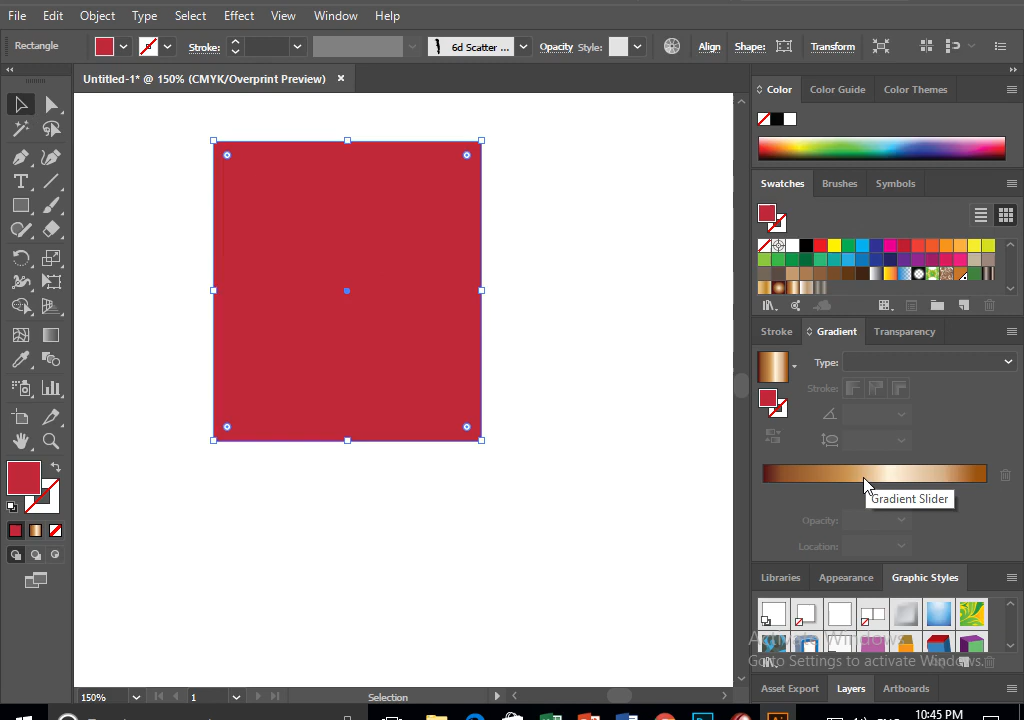 File Edit Object Type Select Effect View Window Help
Rectangle Stroke: 6d Scatter ... Opacity Style: Align Shape: Transform
Untitled-1* @ 150% (CMYK/Overprint Preview)
Color Color Guide Color Themes
Swatches Brushes Symbols
Stroke Gradient Transparency
Type:
Stroke:
Gradient Slider
Opacity:
Location:
Libraries Appearance Graphic Styles
Activate Windows
Go to Settings to activate Windows.
Asset Export Layers Artboards
150% 1 Selection
10:45 PM